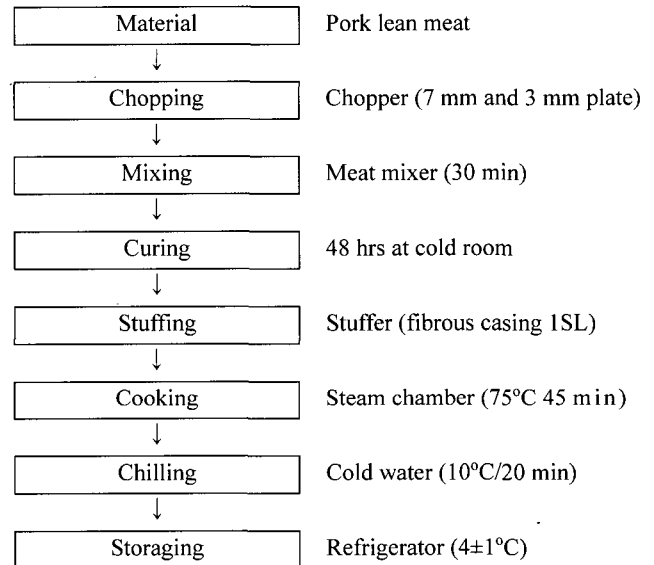 Material Pork lean meat
↓
Chopping Chopper (7 mm and 3 mm plate)
↓
Mixing Meat mixer (30 min)
↓
Curing 48 hrs at cold room
↓
Stuffing Stuffer (fibrous casing 1SL)
↓
Cooking Steam chamber (75°C 45 min)
↓
Chilling Cold water (10°C/20 min)
↓
Storaging Refrigerator (4±1°C)